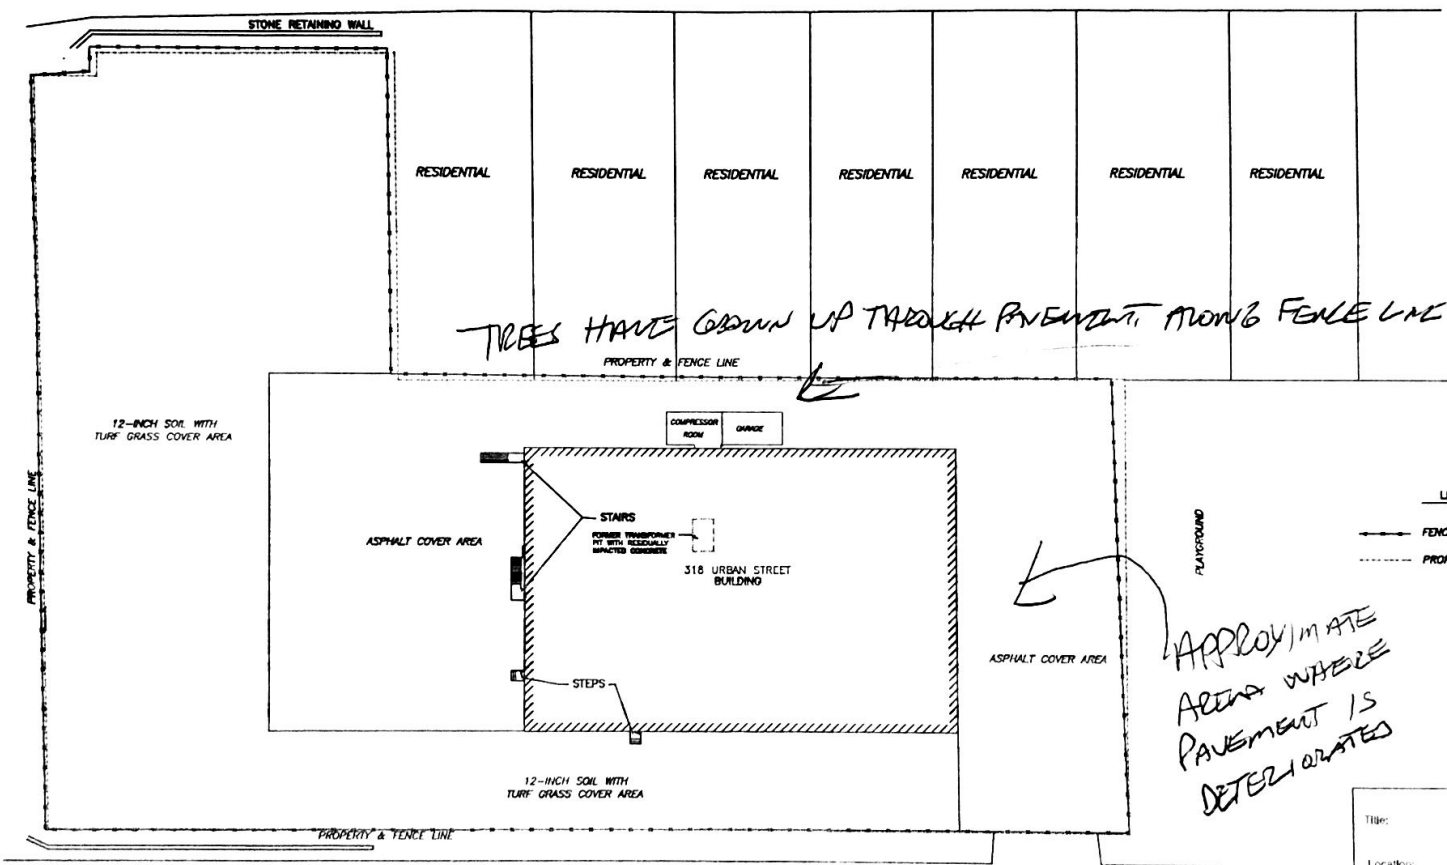 STONE RETAINING WALL
RESIDENTIAL
RESIDENTIAL
RESIDENTIAL
RESIDENTIAL
RESIDENTIAL
RESIDENTIAL
RESIDENTIAL
TREES HAVE GROWN UP THROUGH PAVEMENT ALONG FENCE LINE
PROPERTY & FENCE LINE
12-INCH SOIL WITH
TURF GRASS COVER AREA
COMPRESSOR
ROOM
GARAGE
PROPERTY & FENCE LINE
ASPHALT COVER AREA
STAIRS
FORMER TRANSFORMER
PIT WITH RESIDUALLY
IMPACTED CONCRETE
318 URBAN STREET
BUILDING
PLAYGROUND
FENC
PROP
ASPHALT COVER AREA
APPROXIMATE
AREA WHERE
PAVEMENT IS
DETERIORATED
STEPS
12-INCH SOIL WITH
TURF GRASS COVER AREA
PROPERTY & FENCE LINE
Title:
Location: